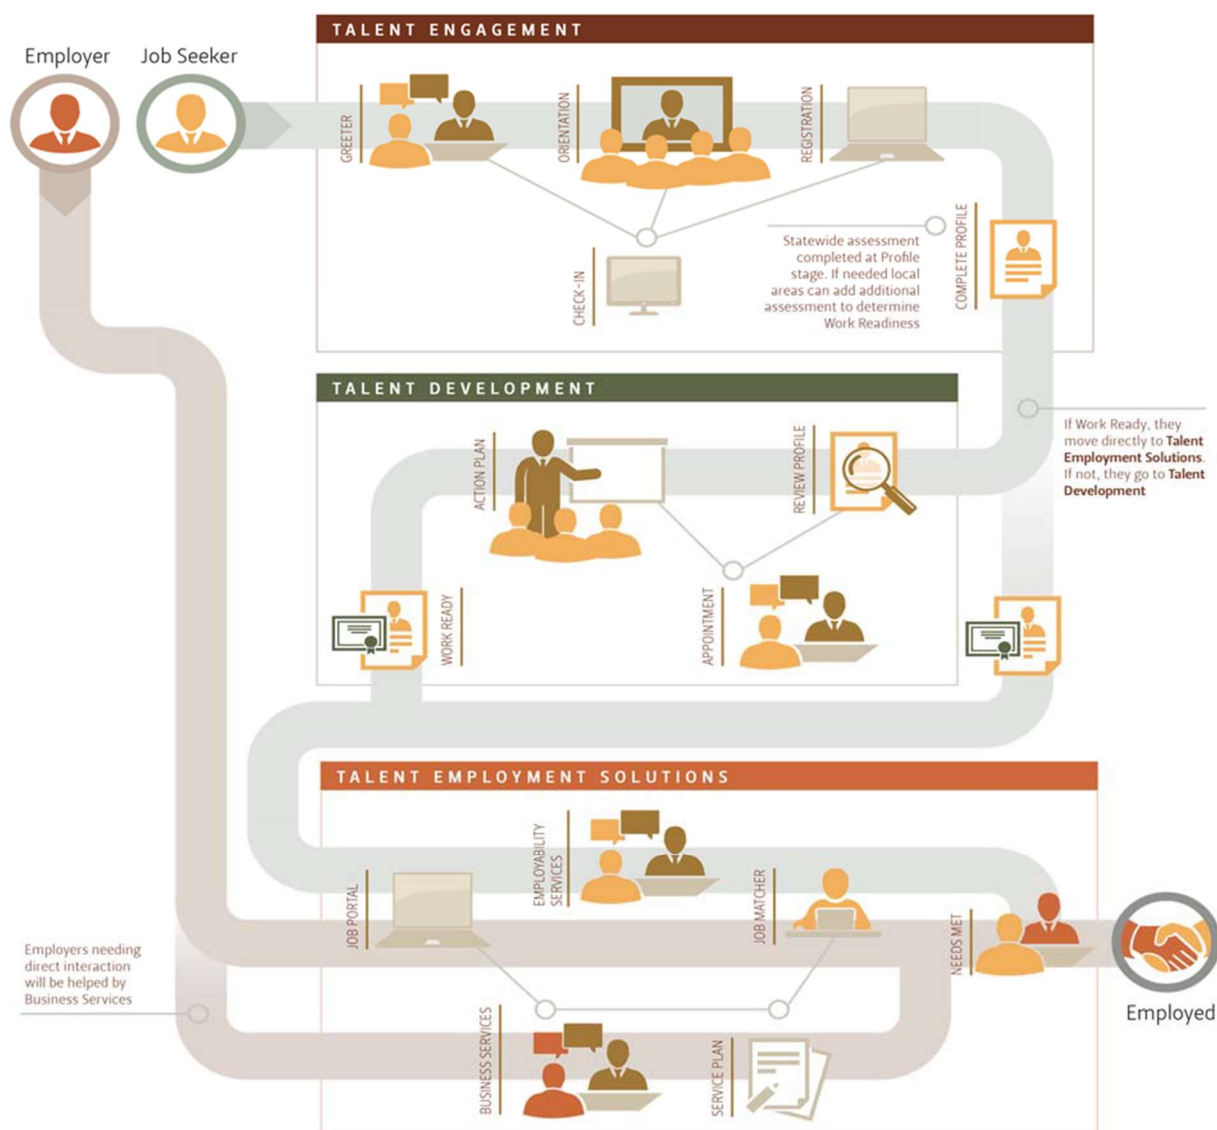 Employer
Job Seeker
TALENT ENGAGEMENT
GREETER
ORIENTATION
REGISTRATION
CHECK-IN
Statewide assessment
completed at Profile
stage. If needed local
areas can add additional
assessment to determine
Work Readiness
COMPLETE PROFILE
TALENT DEVELOPMENT
ACTION PLAN
REVIEW PROFILE
If Work Ready, they
move directly to Talent
Employment Solutions.
If not, they go to Talent
Development
WORK READY
APPOINTMENT
TALENT EMPLOYMENT SOLUTIONS
JOB PORTAL
EMPLOYABILITY
SERVICES
JOB MATCHER
NEEDS MET
Employed
Employers needing
direct interaction
will be helped by
Business Services
BUSINESS SERVICES
SERVICE PLAN